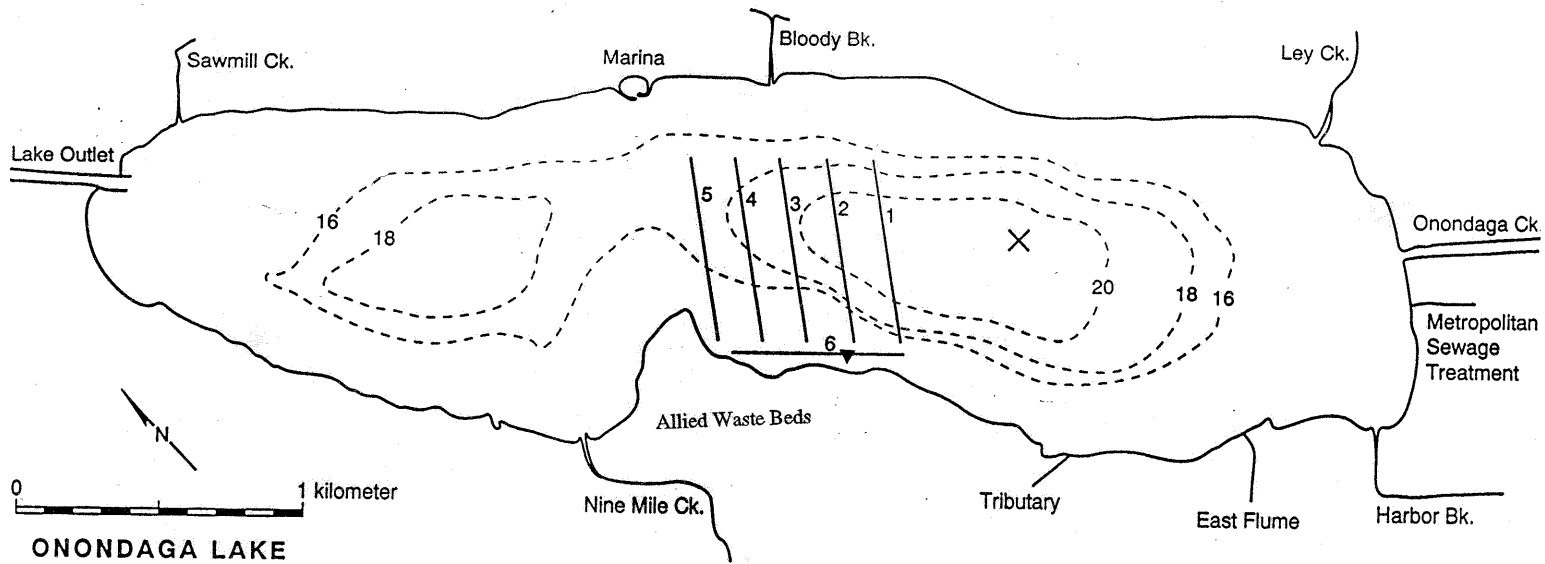 Bloody Bk.
Sawmill Ck.
Marina
Ley Ck.
Lake Outlet
16
18
5
4
3
2
1
Onondaga Ck.
20
18
16
Metropolitan
Sewage
Treatment
6
Allied Waste Beds
N
0
1 kilometer
Nine Mile Ck.
Tributary
East Flume
Harbor Bk.
ONONDAGA LAKE